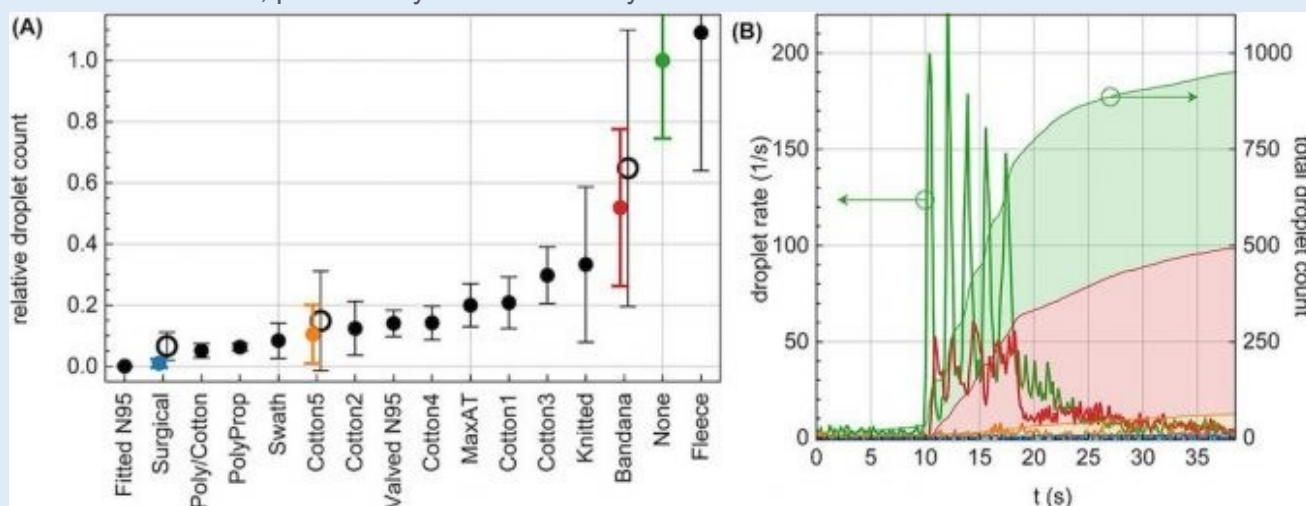 (A)
relative droplet count
1.0
0.8
0.6
0.4
0.2
0.0
Fitted N95
Surgical
Poly/Cotton
PolyProp
Swath
Cotton5
Cotton2
Valved N95
Cotton4
MaxAT
Cotton1
Cotton3
Knitted
Bandana
None
Fleece
(B)
droplet rate (1/s)
200
150
100
50
0
0 5 10 15 20 25 30 35
t (s)
1000
750
500
250
0
total droplet count